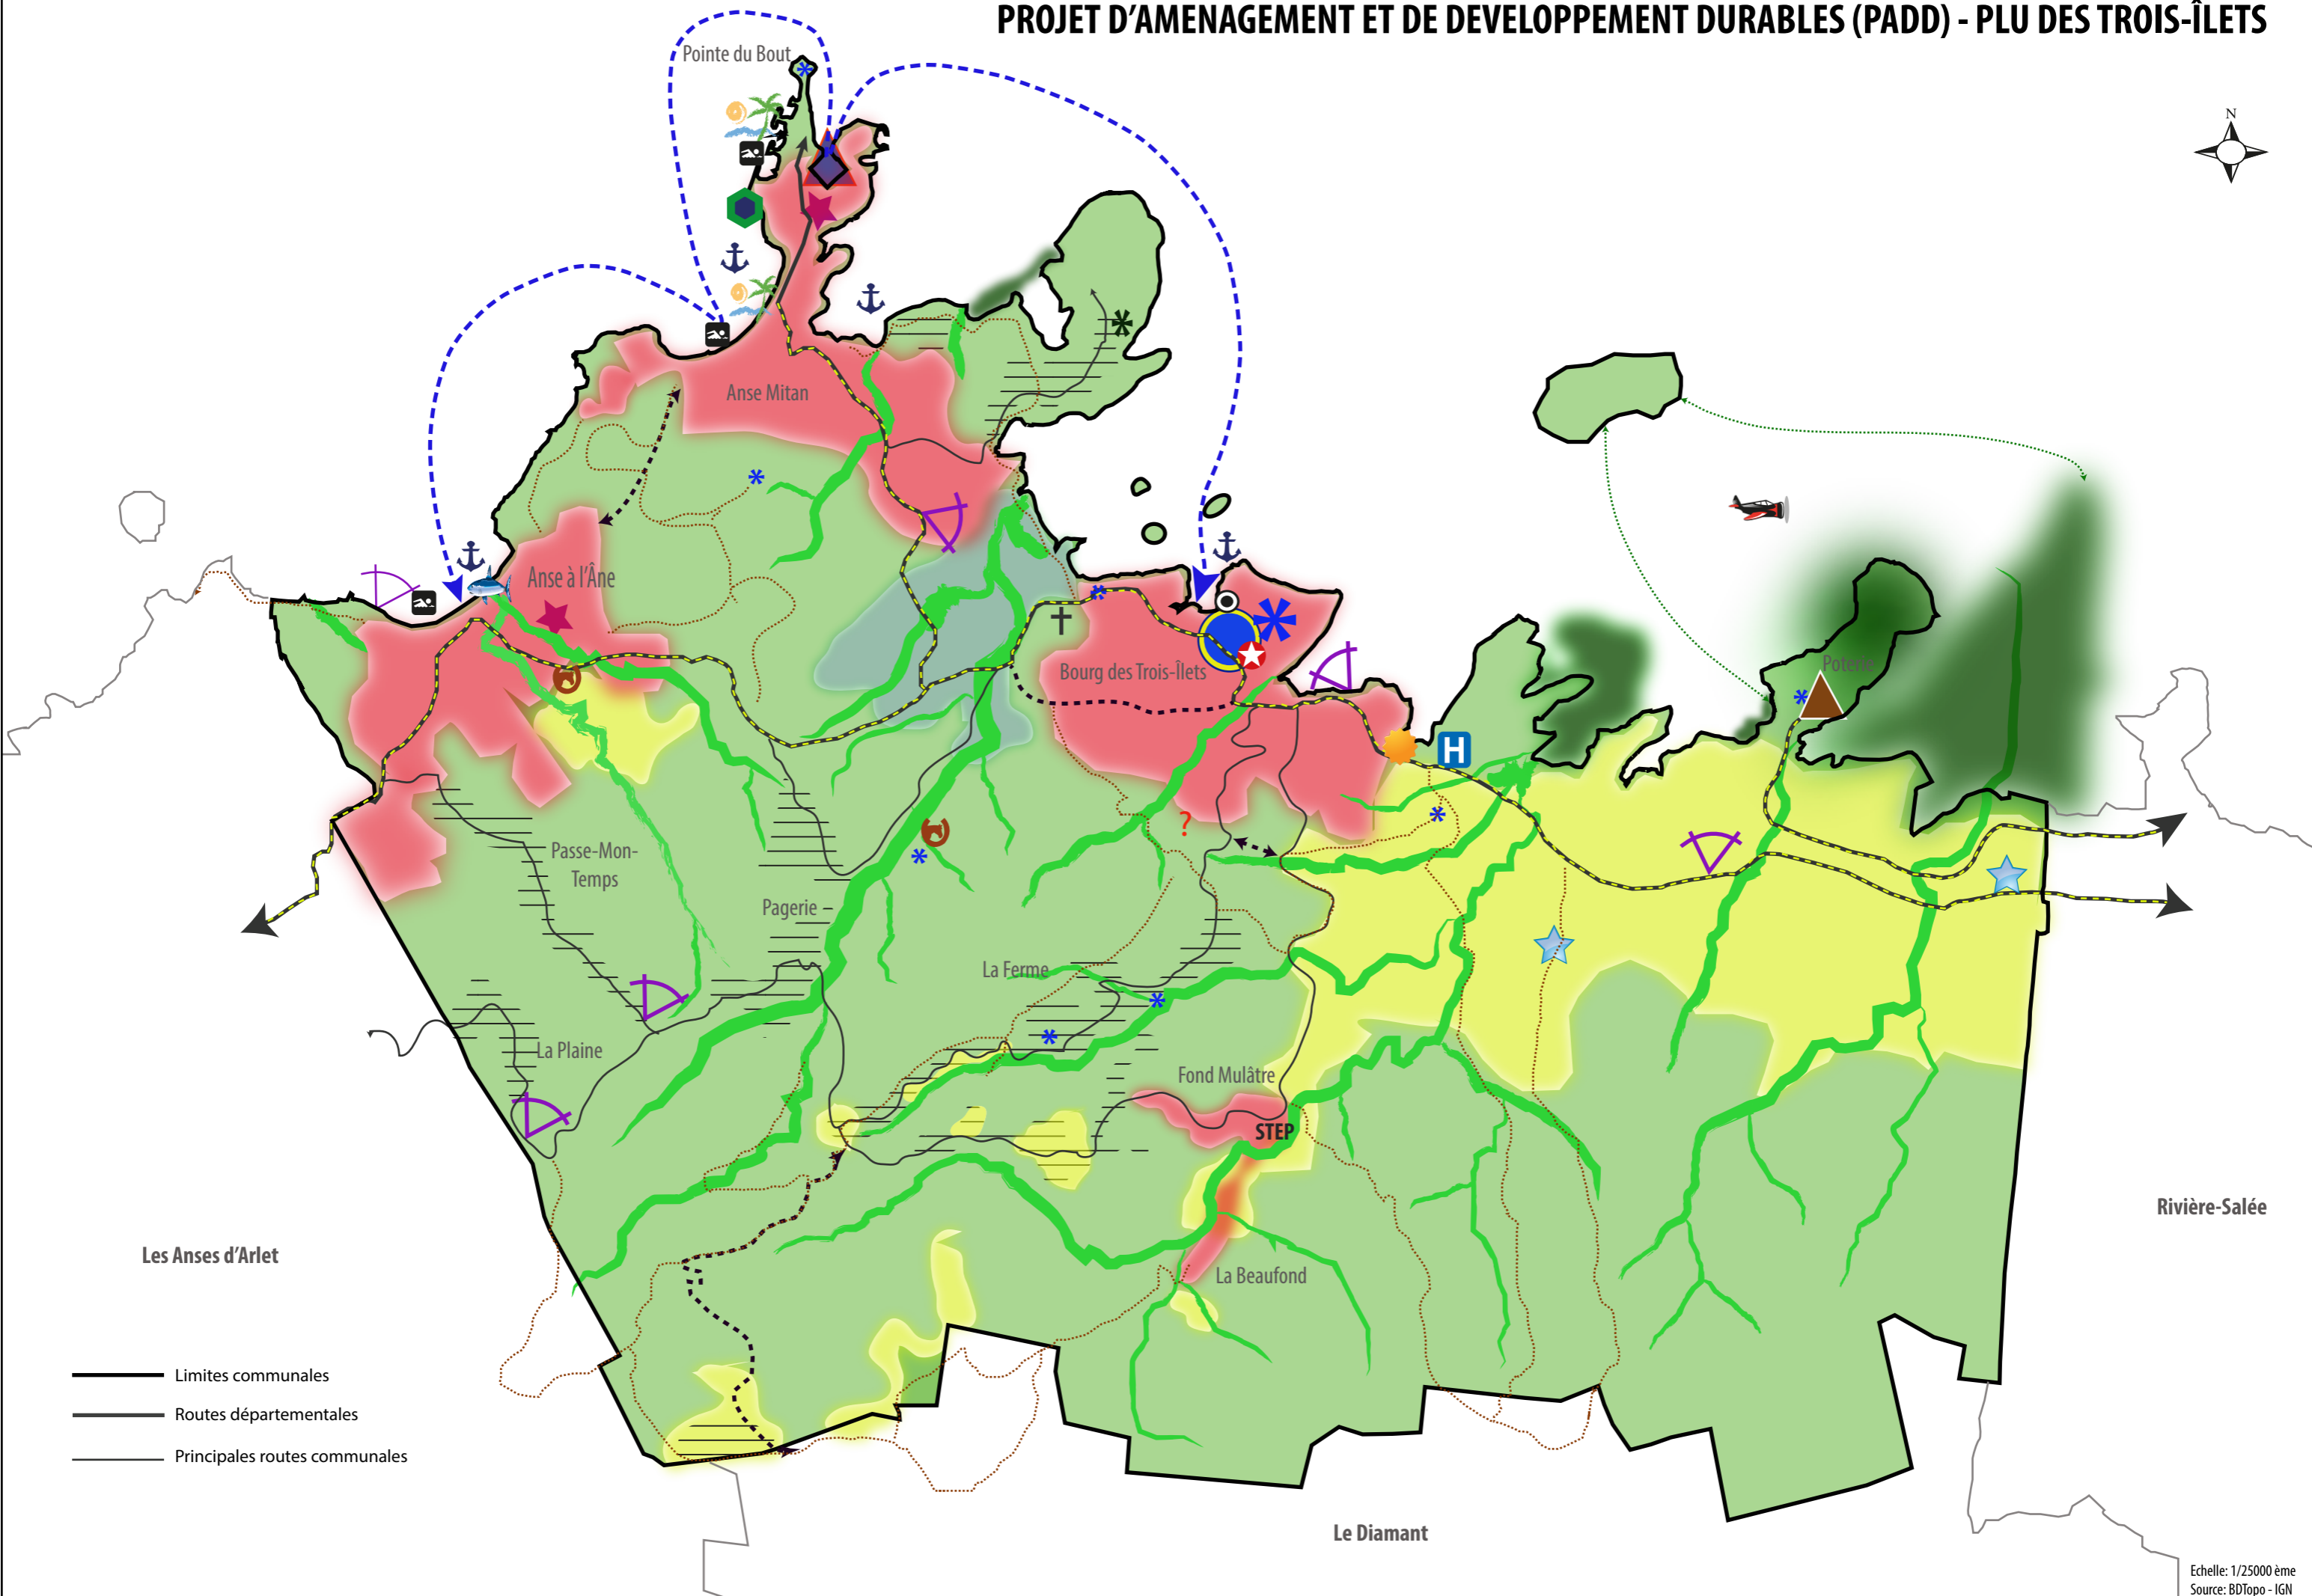 PROJET D'AMENAGEMENT ET DE DEVELOPPEMENT DURABLES (PADD) - PLU DES TROIS-ÎLETS
Pointe du Bout
N
Anse Mitan
Anse à l'Âne
Bourg des Trois-Îlets
Poterie
H
?
Passe-Mon-
Temps
Pagerie
La Ferme
La Plaine
Fond Mulâtre
STEP
La Beaufond
Les Anses d'Arlet
Rivière-Salée
Le Diamant
Limites communales
Routes départementales
Principales routes communales
Echelle: 1/25000 ème
Source: BDTopo - IGN